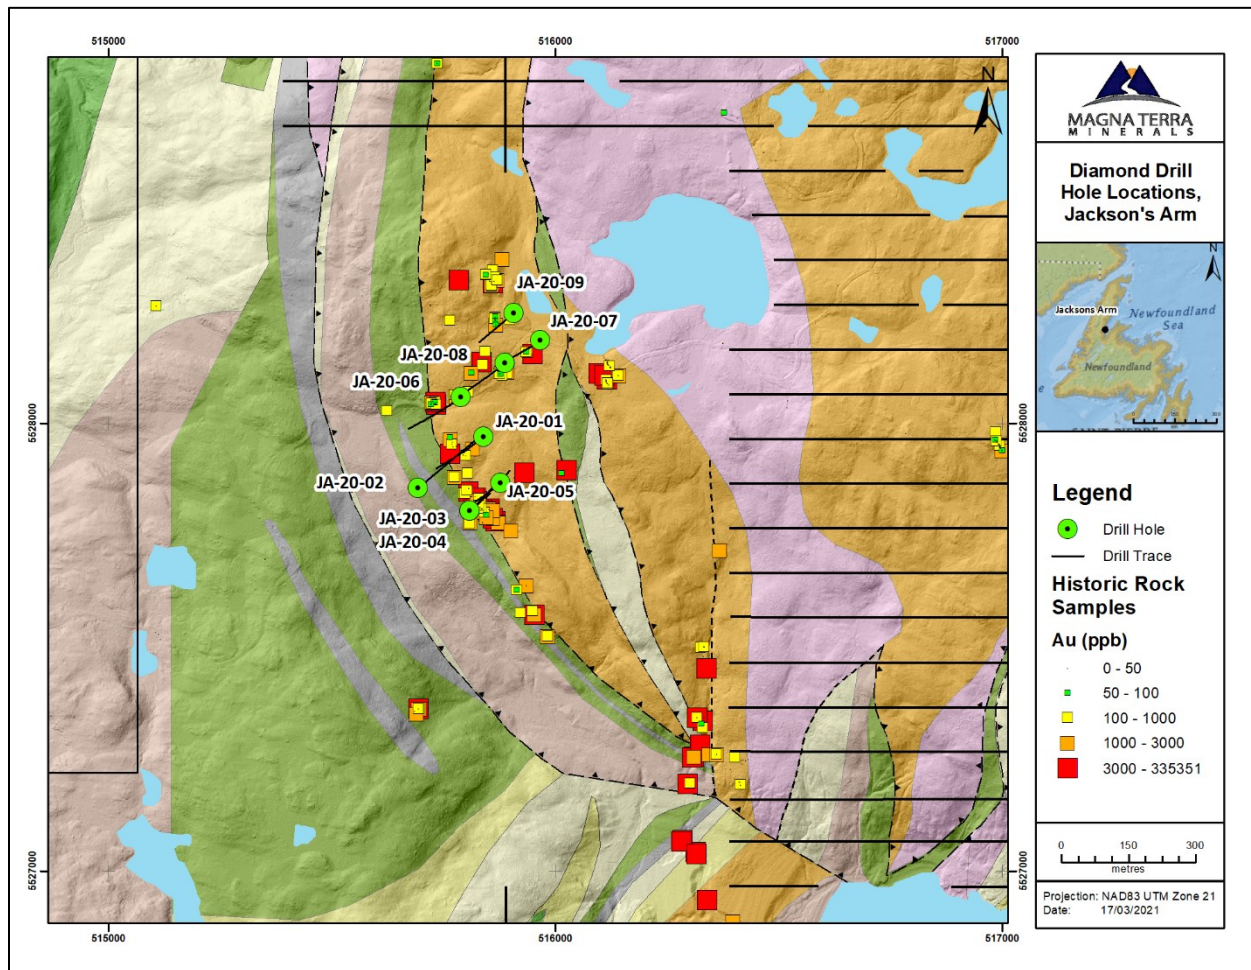 515000
516000
517000
N
JA-20-09
JA-20-07
JA-20-08
JA-20-06
JA-20-01
JA-20-02
JA-20-05
JA-20-03
JA-20-04
5528000
5528000
5527000
5527000
515000
516000
517000
MAGNA TERRA
MINERALS
Diamond Drill
Hole Locations,
Jackson's Arm
N
Jacksons Arm
Newfoundland
Sea
Newfoundland
Legend
Drill Hole
Drill Trace
Historic Rock
Samples
Au (ppb)
0 - 50
50 - 100
100 - 1000
1000 - 3000
3000 - 335351
0 150 300
metres
Projection: NAD83 UTM Zone 21
Date: 17/03/2021